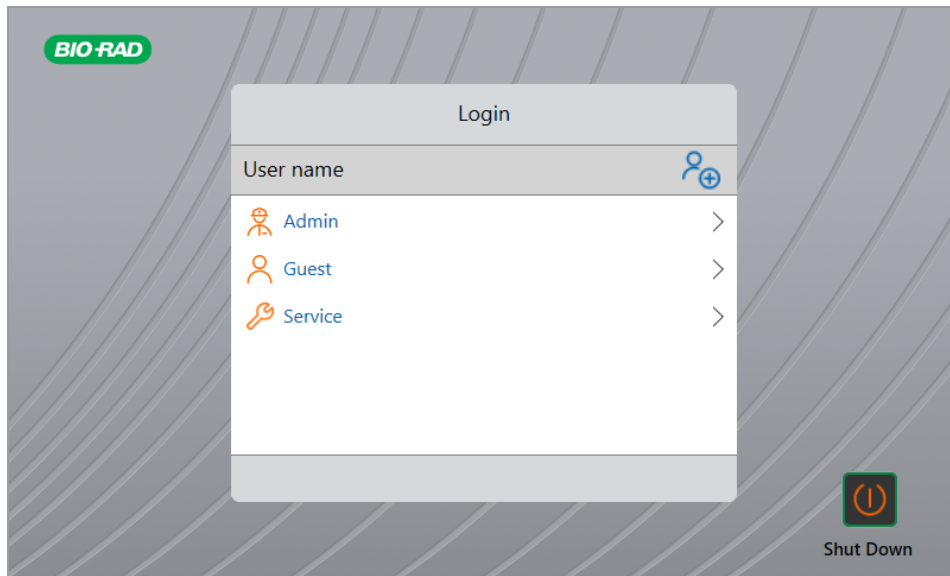 BIO-RAD
Login
User name
Admin
Guest
Service
Shut Down